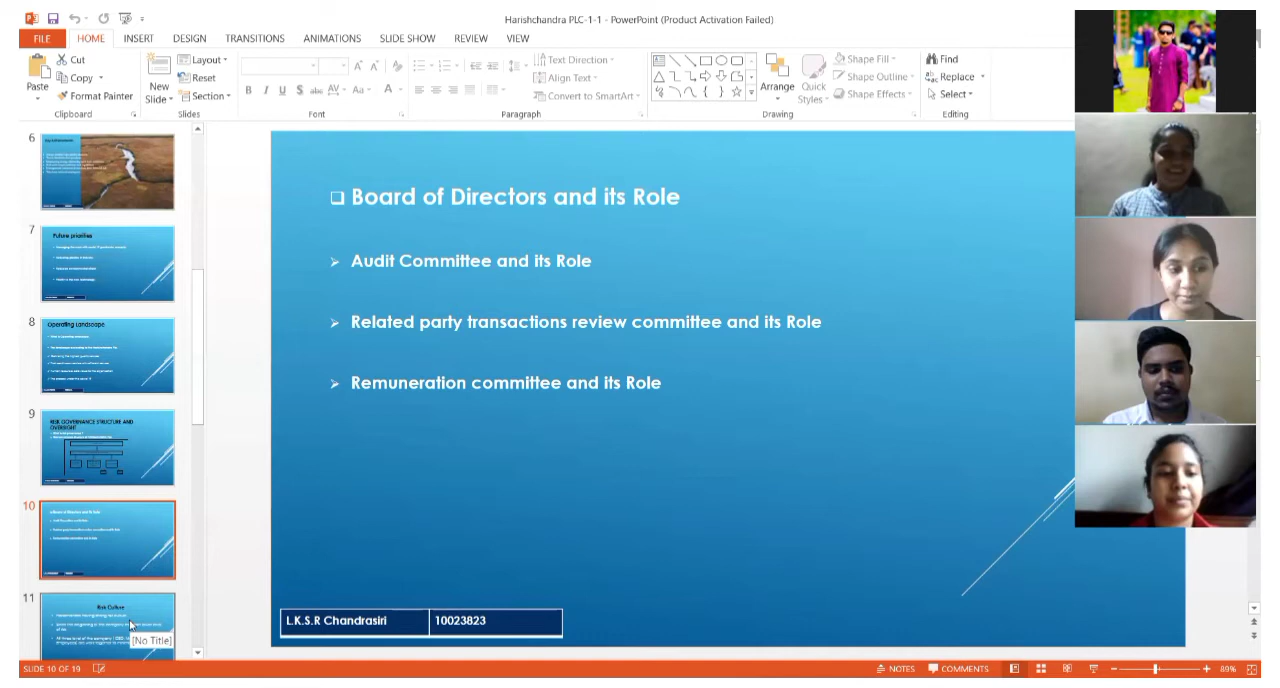 Harishchandra PLC-1-1 - PowerPoint (Product Activation Failed)
FILE HOME INSERT DESIGN TRANSITIONS ANIMATIONS SLIDE SHOW REVIEW VIEW
Paste
Cut
Copy
Format Painter
Clipboard
New
Slide
Layout
Reset
Section
Slides
B I U S abc AV Aa A
Font
Text Direction
Align Text
Convert to SmartArt
Paragraph
Arrange
Quick
Styles
Shape Fill
Shape Outline
Shape Effects
Drawing
Find
Replace
Select
Editing
6
7
Future priorities
8
Operating Landscape
9
RISK GOVERNANCE STRUCTURE AND
OVERSIGHT
10
11
Risk Culture
[No Title]
Board of Directors and its Role
Audit Committee and its Role
Related party transactions review committee and its Role
Remuneration committee and its Role
L.K.S.R Chandrasiri 10023823
SLIDE 10 OF 19
NOTES COMMENTS 89%